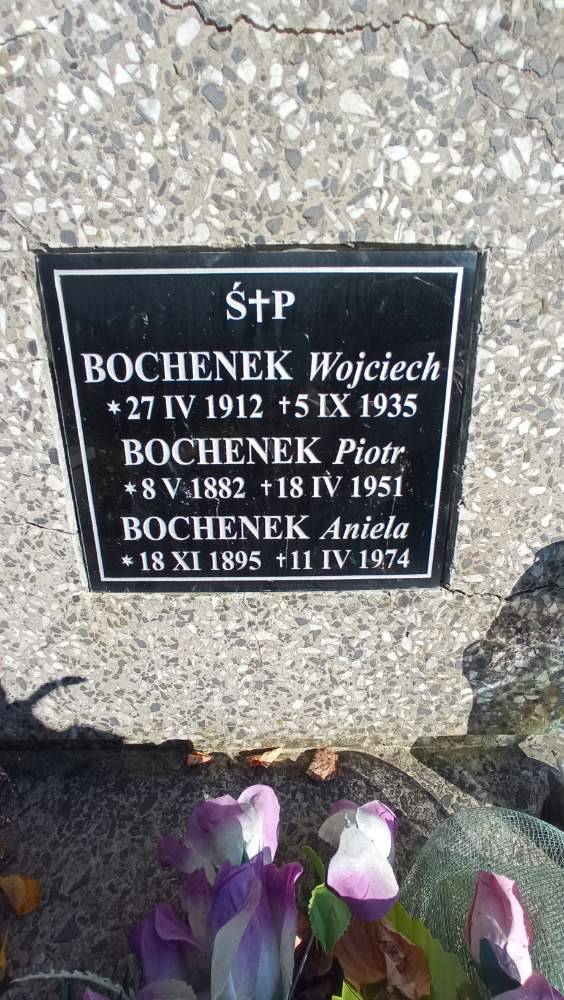 Ś†P
BOCHENEK Wojciech
*27 IV 1912 †5 IX 1935
BOCHENEK Piotr
*8 V 1882 †18 IV 1951
BOCHENEK Aniela
*18 XI 1895 †11 IV 1974